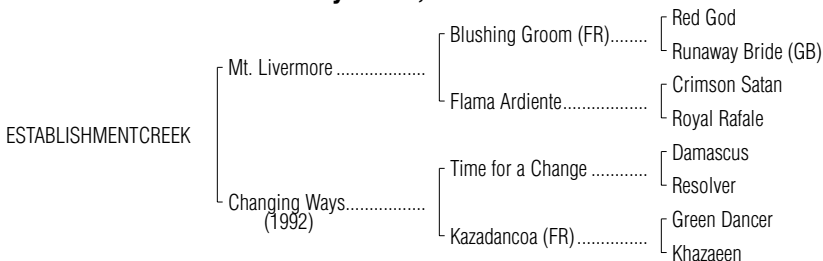 Red God
Blushing Groom (FR)........
Runaway Bride (GB)
Mt. Livermore ...................
Crimson Satan
Flama Ardiente..................
Royal Rafale
ESTABLISHMENTCREEK
Damascus
Time for a Change ............
Resolver
Changing Ways.................
(1992)
Green Dancer
Kazadancoa (FR)...............
Khazaeen